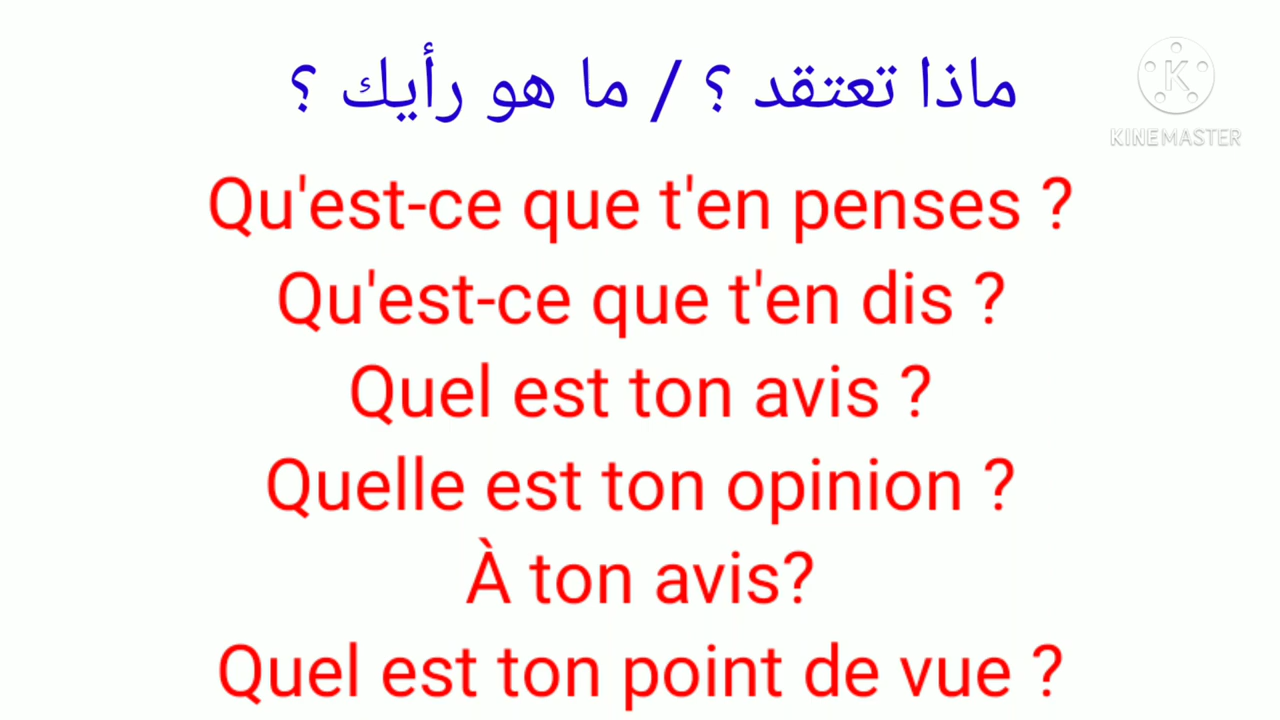 ماذا تعتقد ؟ / ما هو رأيك ؟
KINEMASTER
Qu'est-ce que t'en penses ?
Qu'est-ce que t'en dis ?
Quel est ton avis ?
Quelle est ton opinion ?
À ton avis?
Quel est ton point de vue ?